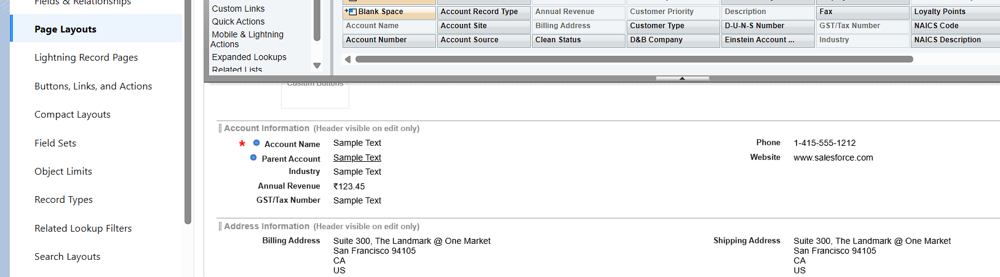 Fields & Relationships
Page Layouts
Lightning Record Pages
Buttons, Links, and Actions
Compact Layouts
Field Sets
Object Limits
Record Types
Related Lookup Filters
Search Layouts
Custom Links
Quick Actions
Mobile & Lightning
Actions
Expanded Lookups
Related Lists
Blank Space Account Record Type Annual Revenue Customer Priority Description Fax Loyalty Points
Account Name Account Site Billing Address Customer Type D-U-N-S Number GST/Tax Number NAICS Code
Account Number Account Source Clean Status D&B Company Einstein Account ... Industry NAICS Description
Custom Buttons
Account Information (Header visible on edit only)
* Account Name Sample Text Phone 1-415-555-1212
Parent Account Sample Text Website www.salesforce.com
Industry Sample Text
Annual Revenue ₹123.45
GST/Tax Number Sample Text
Address Information (Header visible on edit only)
Billing Address Suite 300, The Landmark @ One Market Shipping Address Suite 300, The Landmark @ One Market
San Francisco 94105 San Francisco 94105
CA CA
US US